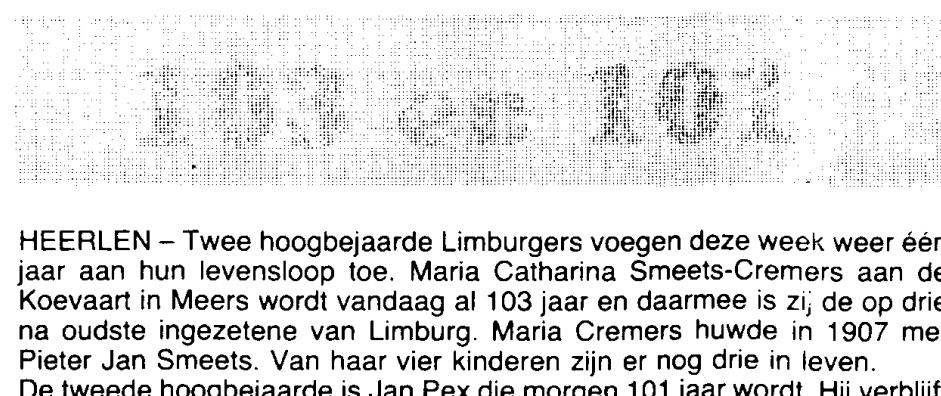 103 en 101
HEERLEN – Twee hoogbejaarde Limburgers voegen deze week weer één
jaar aan hun levensloop toe. Maria Catharina Smeets-Cremers aan de
Koevaart in Meers wordt vandaag al 103 jaar en daarmee is zij de op drie
na oudste ingezetene van Limburg. Maria Cremers huwde in 1907 met
Pieter Jan Smeets. Van haar vier kinderen zijn er nog drie in leven.
De tweede hoogbejaarde is Jan Pex die morgen 101 jaar wordt. Hij verblijft